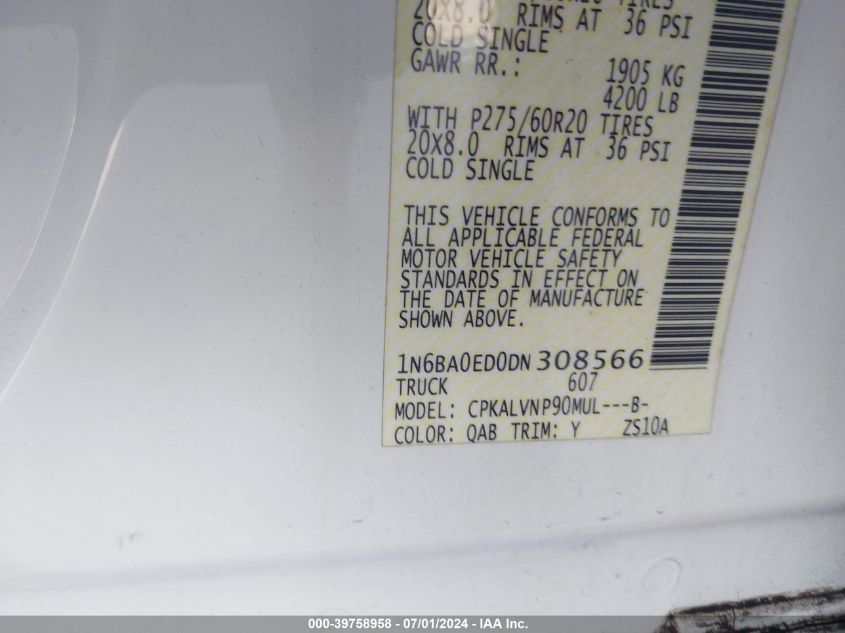 20X8.0 RIMS AT 36 PSI
COLD SINGLE
GAWR RR.: 1905 KG
4200 LB
WITH P275/60R20 TIRES
20X8.0 RIMS AT 36 PSI
COLD SINGLE
THIS VEHICLE CONFORMS TO
ALL APPLICABLE FEDERAL
MOTOR VEHICLE SAFETY
STANDARDS IN EFFECT ON
THE DATE OF MANUFACTURE
SHOWN ABOVE.
1N6BA0ED0DN308566
TRUCK 607
MODEL: CPKALVNP90MUL---B-
COLOR: QAB TRIM: Y ZS10A
000-39758958 - 07/01/2024 - IAA Inc.